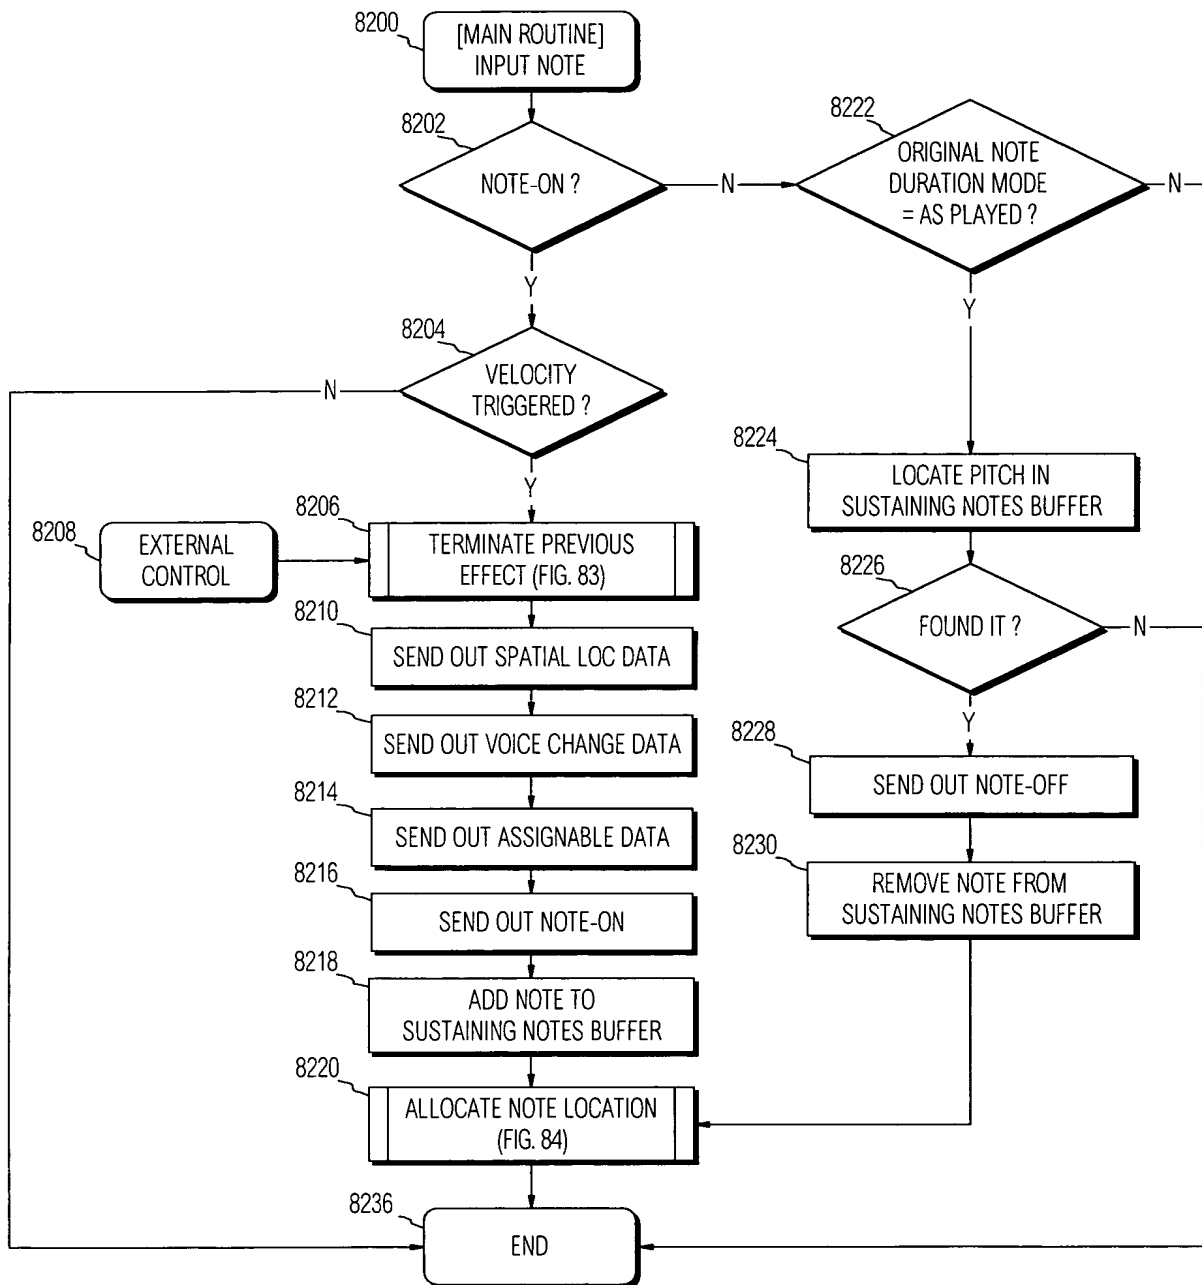 8200
[MAIN ROUTINE]
INPUT NOTE
8202
NOTE-ON ?
N
8222
ORIGINAL NOTE
DURATION MODE
= AS PLAYED ?
N
Y
Y
8204
VELOCITY
TRIGGERED ?
N
Y
8224
LOCATE PITCH IN
SUSTAINING NOTES BUFFER
8206
TERMINATE PREVIOUS
EFFECT (FIG. 83)
8208
EXTERNAL
CONTROL
8226
FOUND IT ?
N
Y
8210
SEND OUT SPATIAL LOC DATA
8212
SEND OUT VOICE CHANGE DATA
8228
SEND OUT NOTE-OFF
8214
SEND OUT ASSIGNABLE DATA
8230
REMOVE NOTE FROM
SUSTAINING NOTES BUFFER
8216
SEND OUT NOTE-ON
8218
ADD NOTE TO
SUSTAINING NOTES BUFFER
8220
ALLOCATE NOTE LOCATION
(FIG. 84)
8236
END